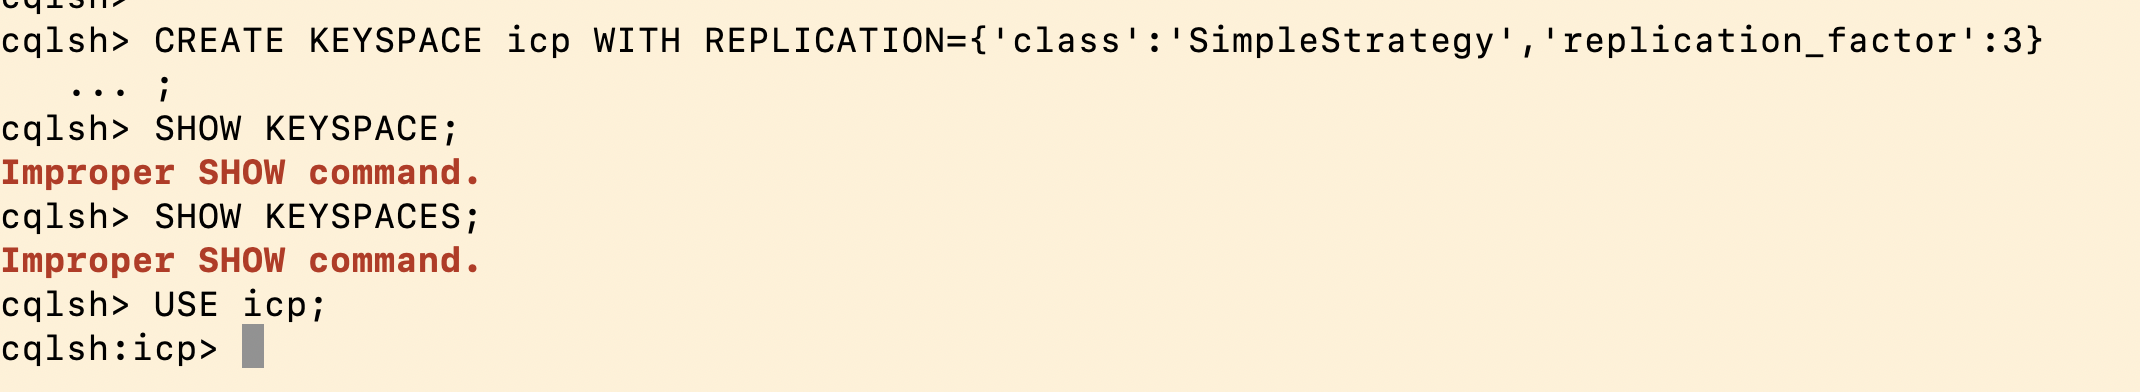 cqlsh>
cqlsh> CREATE KEYSPACE icp WITH REPLICATION={'class':'SimpleStrategy','replication_factor':3}
   ... ;
cqlsh> SHOW KEYSPACE;
Improper SHOW command.
cqlsh> SHOW KEYSPACES;
Improper SHOW command.
cqlsh> USE icp;
cqlsh:icp>